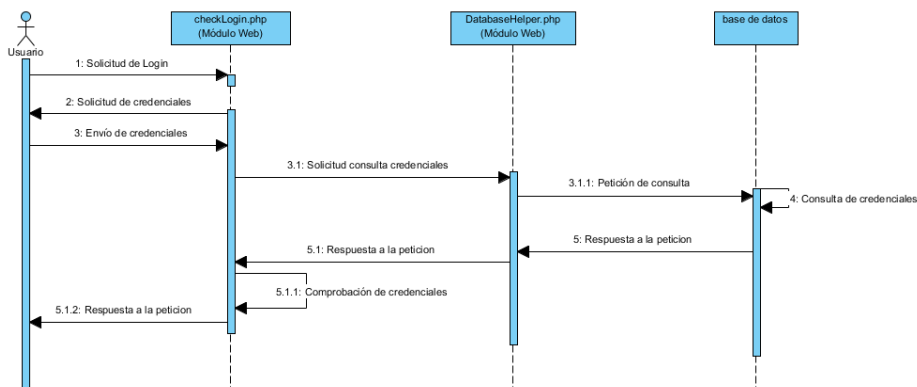 checkLogin.php
(Módulo Web)
DatabaseHelper.php
(Módulo Web)
base de datos
Usuario
1: Solicitud de Login
2: Solicitud de credenciales
3: Envío de credenciales
3.1: Solicitud consulta credenciales
3.1.1: Petición de consulta
4: Consulta de credenciales
5: Respuesta a la peticion
5.1: Respuesta a la peticion
5.1.1: Comprobación de credenciales
5.1.2: Respuesta a la peticion